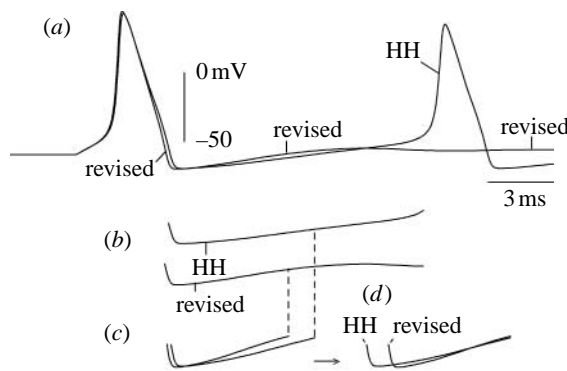 (a)
0 mV
HH
−50
revised
revised
revised
3 ms
(b)
HH
revised
(d)
(c)
HH revised